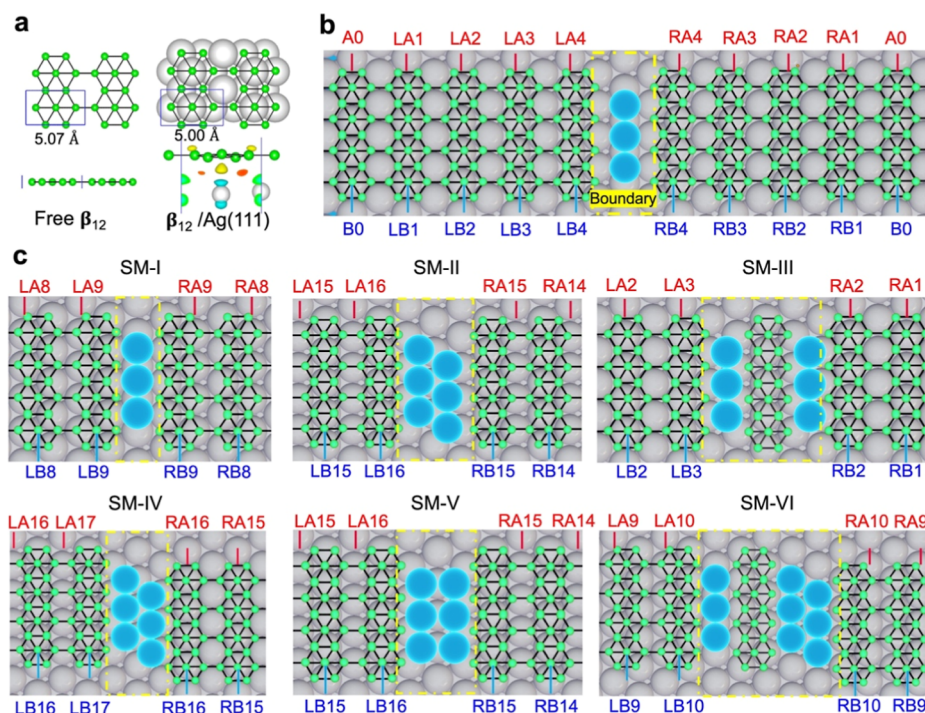 a
5.07 Å
5.00 Å
Free β12
β12 /Ag(111)
b
A0 LA1 LA2 LA3 LA4 RA4 RA3 RA2 RA1 A0
Boundary
B0 LB1 LB2 LB3 LB4 RB4 RB3 RB2 RB1 B0
c
SM-I
LA8 LA9 RA9 RA8
LB8 LB9 RB9 RB8
SM-II
LA15 LA16 RA15 RA14
LB15 LB16 RB15 RB14
SM-III
LA2 LA3 RA2 RA1
LB2 LB3 RB2 RB1
SM-IV
LA16 LA17 RA16 RA15
LB16 LB17 RB16 RB15
SM-V
LA15 LA16 RA15 RA14
LB15 LB16 RB15 RB14
SM-VI
LA9 LA10 RA10 RA9
LB9 LB10 RB10 RB9